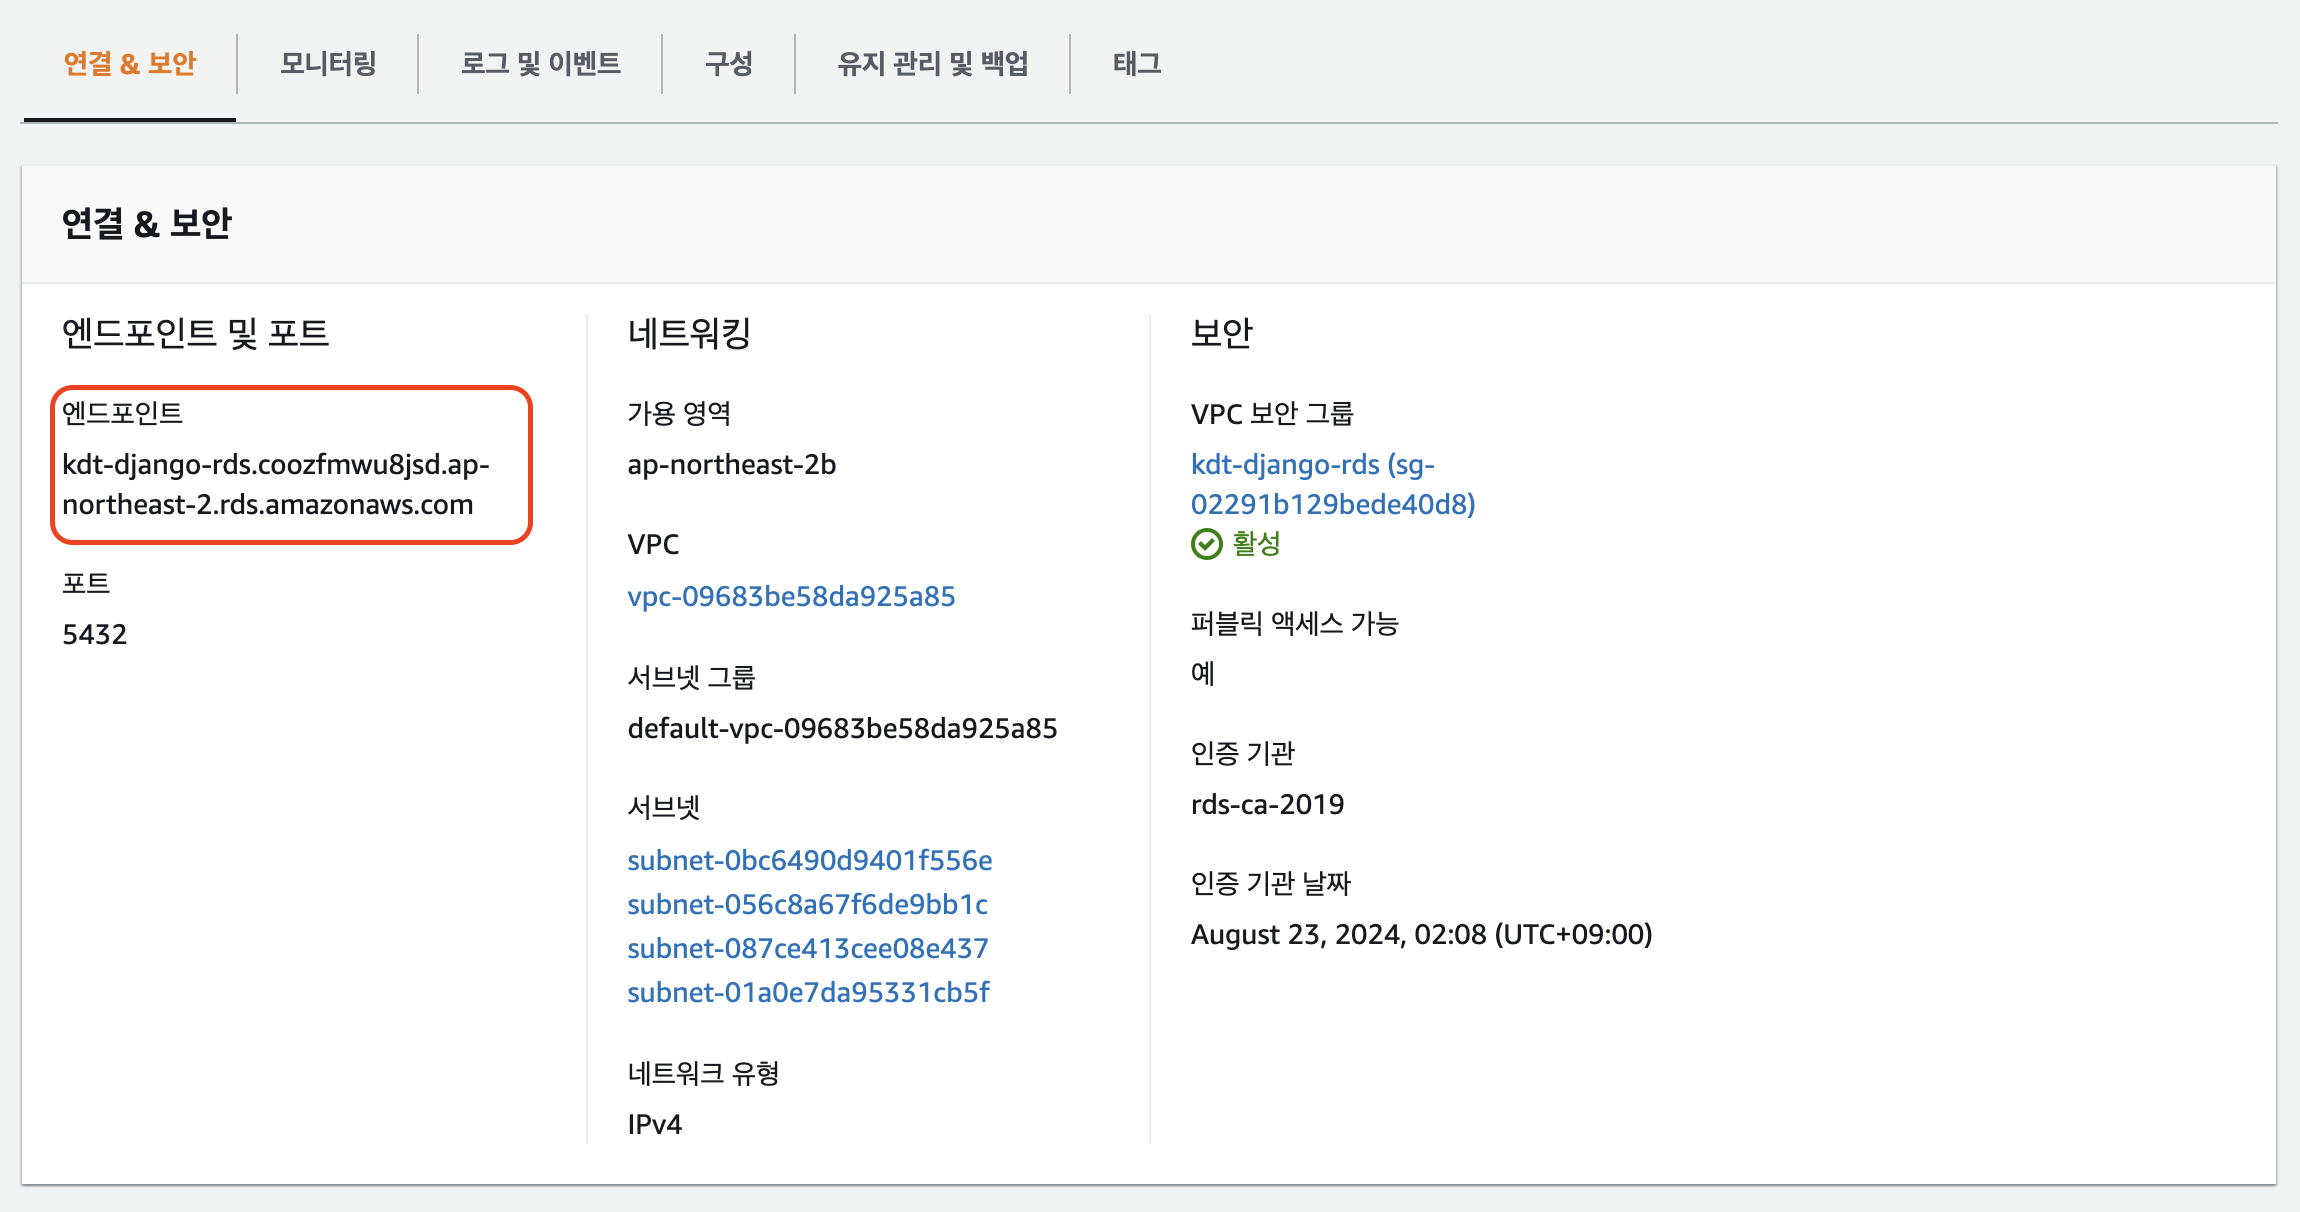 연결 & 보안
모니터링
로그 및 이벤트
구성
유지 관리 및 백업
태그
연결 & 보안
엔드포인트 및 포트
엔드포인트
kdt-django-rds.coozfmwu8jsd.ap-
northeast-2.rds.amazonaws.com
포트
5432
네트워킹
가용 영역
ap-northeast-2b
VPC
vpc-09683be58da925a85
서브넷 그룹
default-vpc-09683be58da925a85
서브넷
subnet-0bc6490d9401f556e
subnet-056c8a67f6de9bb1c
subnet-087ce413cee08e437
subnet-01a0e7da95331cb5f
네트워크 유형
IPv4
보안
VPC 보안 그룹
kdt-django-rds (sg-
02291b129bede40d8)
활성
퍼블릭 액세스 가능
예
인증 기관
rds-ca-2019
인증 기관 날짜
August 23, 2024, 02:08 (UTC+09:00)